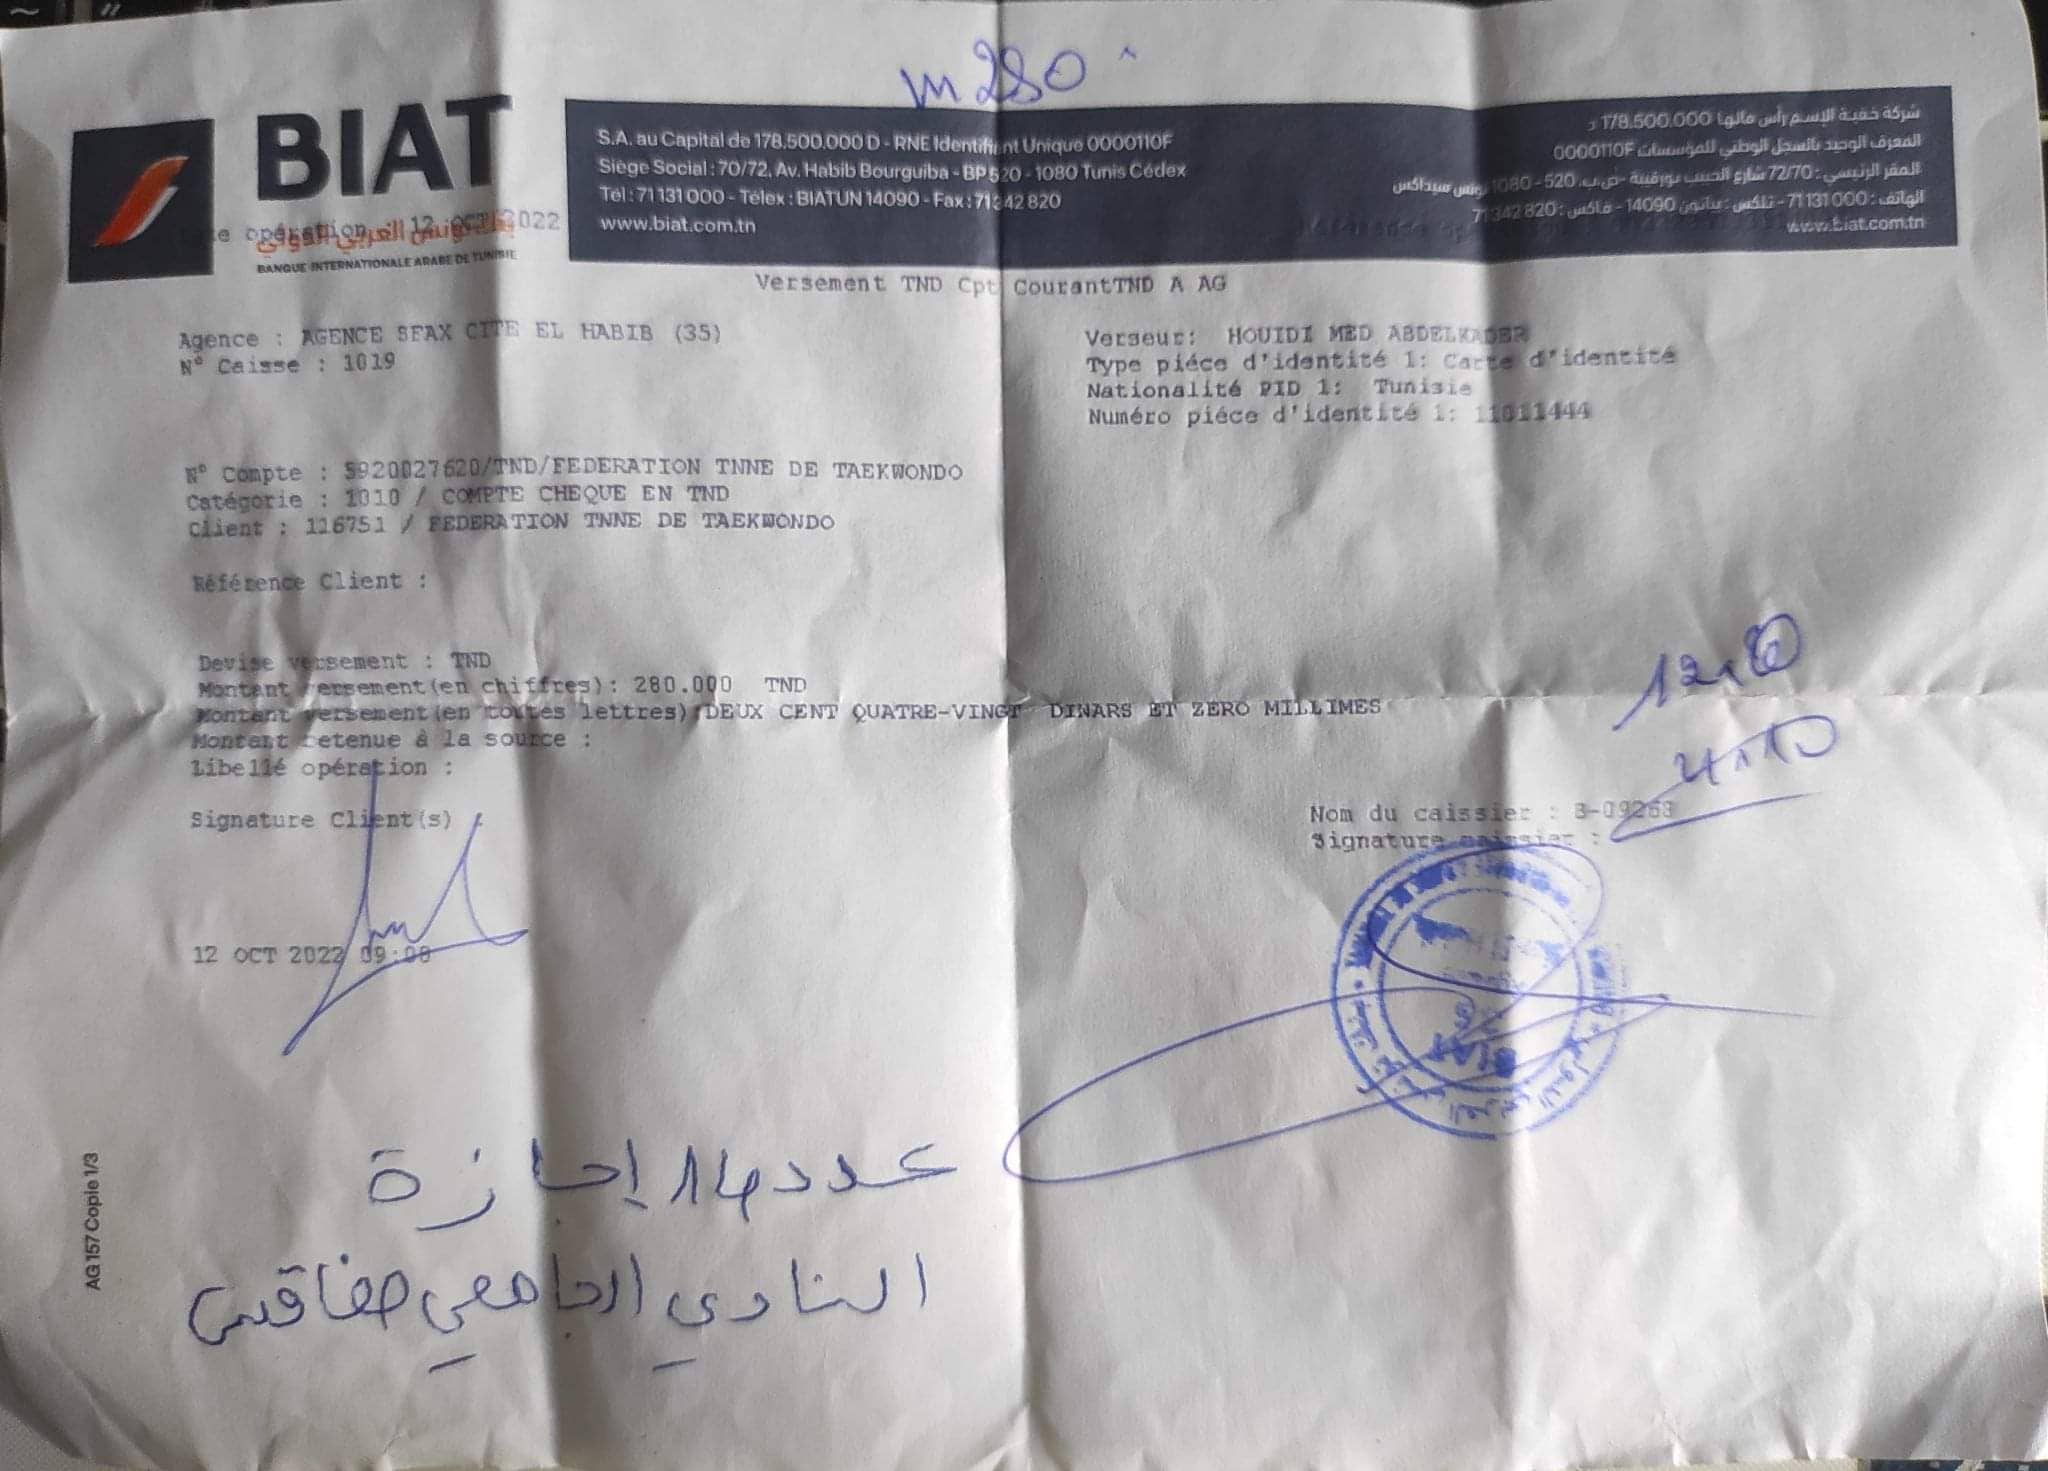 m280
BIAT
بنك تونس العربي الدولي
BANQUE INTERNATIONALE ARABE DE TUNISIE
S.A. au Capital de 178.500.000 D - RNE Identifiant Unique 0000110F
Siège Social : 70/72, Av. Habib Bourguiba - BP 520 - 1080 Tunis Cédex
Tél : 71 131 000 - Télex : BIATUN 14090 - Fax : 71 342 820
www.biat.com.tn
شركة خفية الإسم رأس مالها 178.500.000 د
المعرف الوحيد بالسجل الوطني للمؤسسات 0000110F
المقر الرئيسي : 72/70 شارع الحبيب بورقيبة - ص.ب. 520 - 1080 تونس سيداكس
الهاتف : 71 131 000 - تلكس : بياتون 14090 - فاكس : 71 342 820
www.biat.com.tn
opération 12 OCT 2022
Versement TND Cpt CourantTND A AG
Agence : AGENCE SFAX CITE EL HABIB (35)
N° Caisse : 1019
Verseur: HOUIDI MED ABDELKADER
Type piéce d'identité 1: Carte d'identité
Nationalité PID 1: Tunisie
Numéro piéce d'identité 1: 11011444
N° Compte : 5920027620/TND/FEDERATION TNNE DE TAEKWONDO
Catégorie : 1010 / COMPTE CHEQUE EN TND
Client : 116751 / FEDERATION TNNE DE TAEKWONDO
Référence Client :
Devise versement : TND
Montant versement(en chiffres): 280.000 TND
Montant versement(en toutes lettres):DEUX CENT QUATRE-VINGT DINARS ET ZERO MILLIMES
Montant retenue à la source :
Libellé opération :
Signature Client(s) :
Nom du caissier : 3-09263
Signature caissier :
12 OCT 2022 09:08
BIAT
عدد 14 إجازة
النادي الجامعي صفاقس
AG 157 Copie 1/3